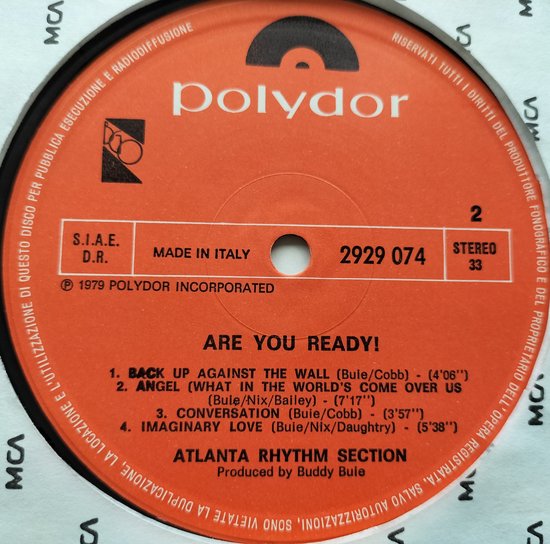 MCA
MCA
RISERVATI TUTTI I DIRITTI DEL PRODUTTORE FONOGRAFICO E DEL PROPRIETARIO DELL'OPERA REGISTRATA, SALVO AUTORIZZAZIONI, SONO VIETATE LA DUPLICAZIONE, LA LOCAZIONE E L'UTILIZZAZIONE DI QUESTO DISCO PER PUBBLICA ESECUZIONE E RADIODIFFUSIONE
polydor
2
S.I.A.E.
D.R.
MADE IN ITALY
2929 074
STEREO
33
℗ 1979 POLYDOR INCORPORATED
ARE YOU READY!
1. BACK UP AGAINST THE WALL (Buie/Cobb) - (4'06'')
2. ANGEL (WHAT IN THE WORLD'S COME OVER US
(Buie/Nix/Bailey) - (7'17'')
3. CONVERSATION (Buie/Cobb) - (3'57'')
4. IMAGINARY LOVE (Buie/Nix/Daughtry) - (5'38'')
ATLANTA RHYTHM SECTION
Produced by Buddy Buie
MCA
MCA